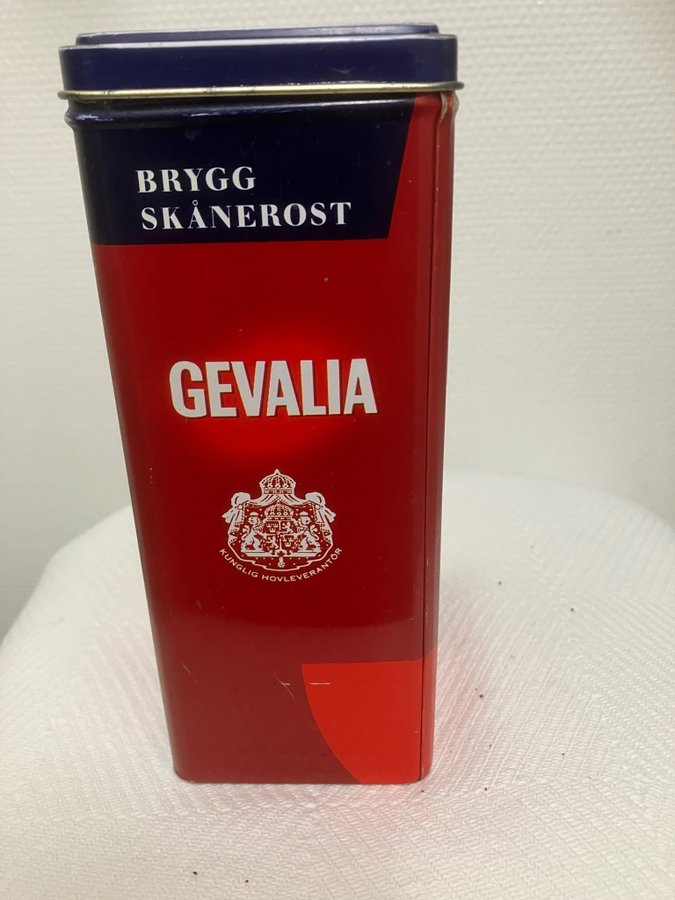 BRYGG
SKÅNEROST
GEVALIA
KUNGLIG HOVLEVERANTÖR